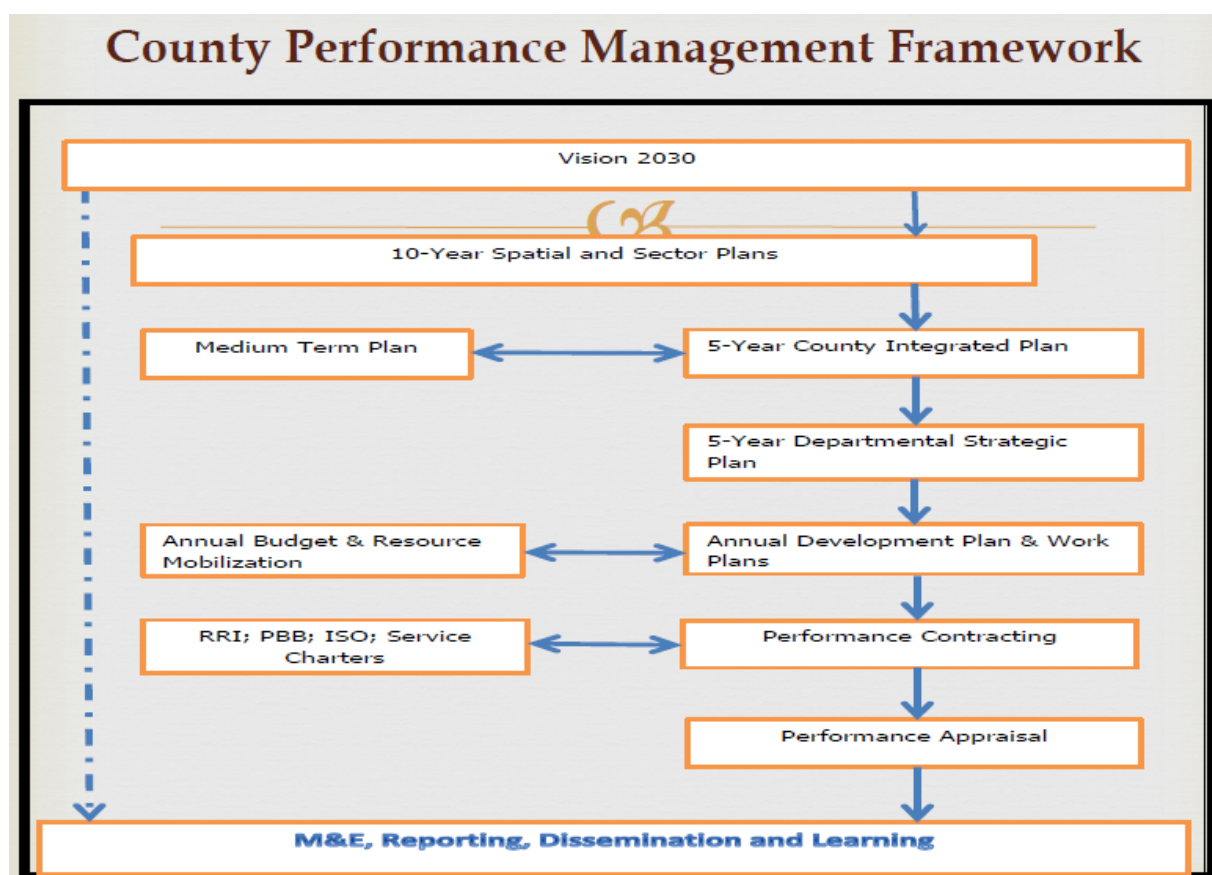 County Performance Management Framework
Vision 2030
10-Year Spatial and Sector Plans
Medium Term Plan
5-Year County Integrated Plan
5-Year Departmental Strategic
Plan
Annual Budget & Resource
Mobilization
Annual Development Plan & Work
Plans
RRI; PBB; ISO; Service
Charters
Performance Contracting
Performance Appraisal
M&E, Reporting, Dissemination and Learning